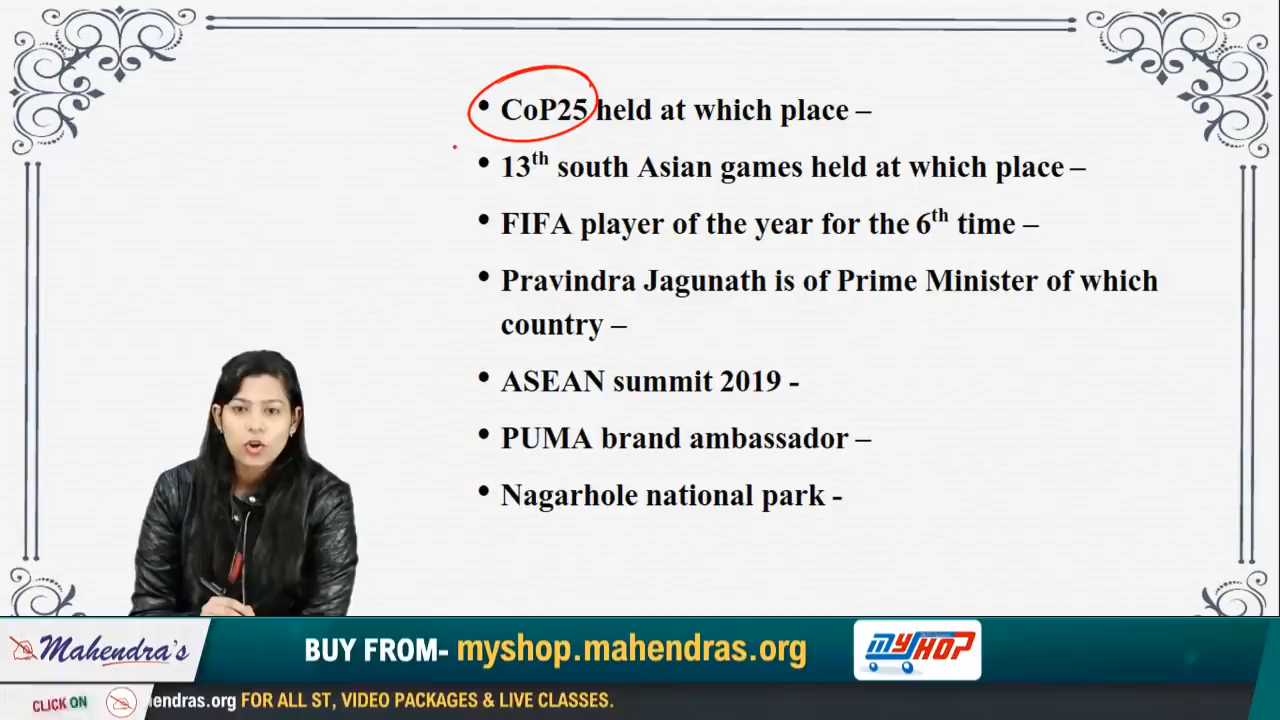 • CoP25 held at which place –
• 13th south Asian games held at which place –
• FIFA player of the year for the 6th time –
• Pravindra Jagunath is of Prime Minister of which
country –
• ASEAN summit 2019 -
• PUMA brand ambassador –
• Nagarhole national park -
Mahendra's
BUY FROM- myshop.mahendras.org
MYSHOP
CLICK ON
hendras.org FOR ALL ST, VIDEO PACKAGES & LIVE CLASSES.